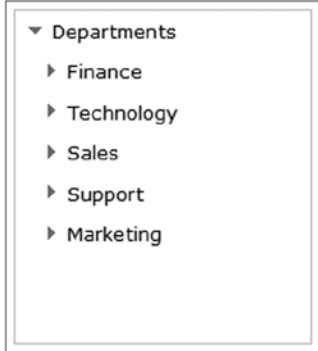 Departments
Finance
Technology
Sales
Support
Marketing